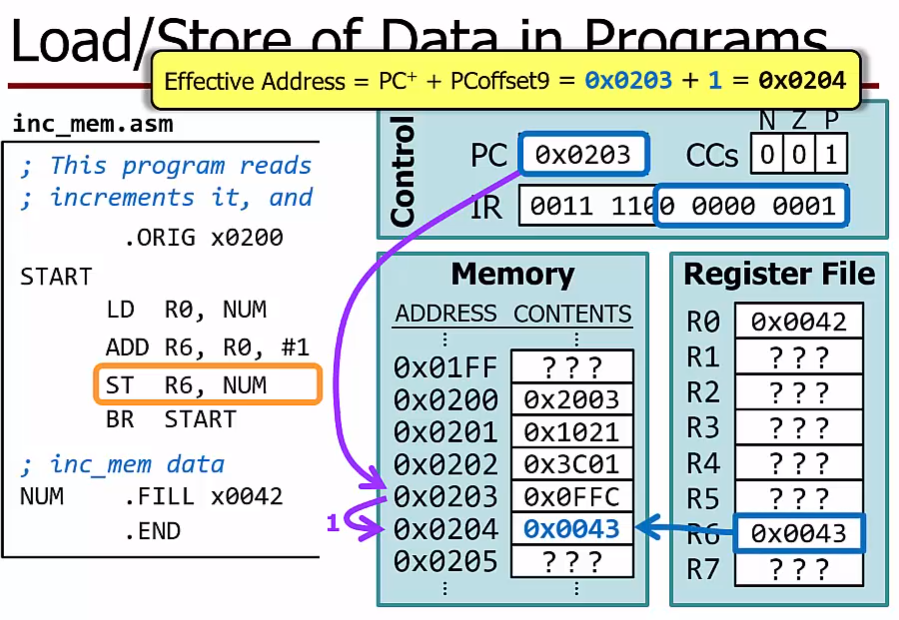 Load/Store of Data in Programs
Effective Address = PC⁺ + PCoffset9 = 0x0203 + 1 = 0x0204
inc_mem.asm
; This program reads
; increments it, and
.ORIG x0200
START
LD R0, NUM
ADD R6, R0, #1
ST R6, NUM
BR START
; inc_mem data
NUM .FILL x0042
.END
Control
N Z P
PC 0x0203 CCs 0 0 1
IR 0011 1100 0000 0001
Memory
ADDRESS CONTENTS
⋮ ⋮
0x01FF ???
0x0200 0x2003
0x0201 0x1021
0x0202 0x3C01
0x0203 0x0FFC
1 0x0204 0x0043
0x0205 ???
⋮ ⋮
Register File
R0 0x0042
R1 ???
R2 ???
R3 ???
R4 ???
R5 ???
R6 0x0043
R7 ???